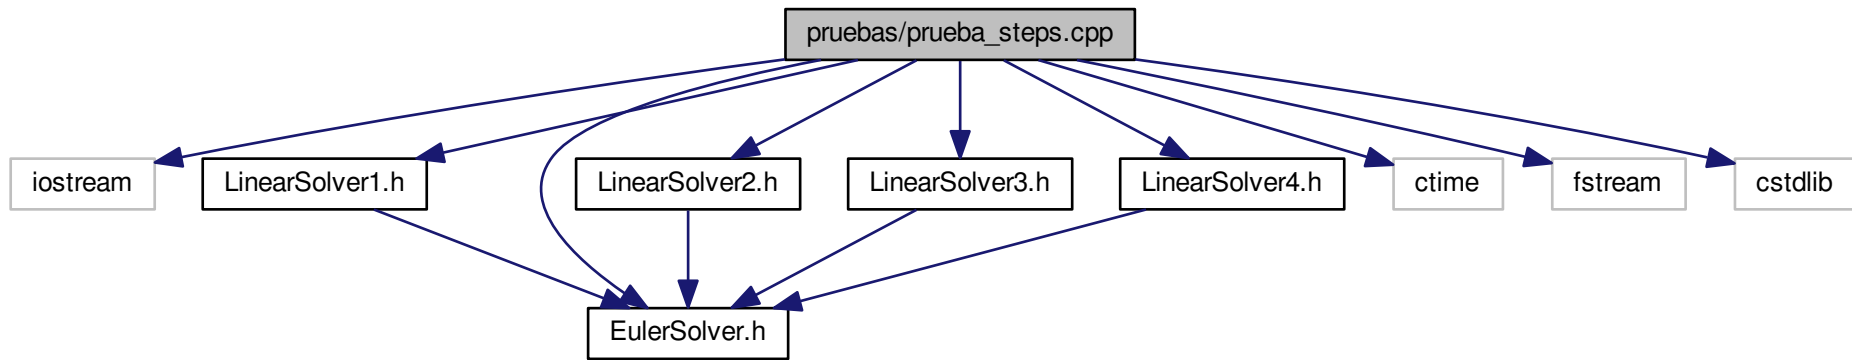 pruebas/prueba_steps.cpp
iostream
LinearSolver1.h
LinearSolver2.h
LinearSolver3.h
LinearSolver4.h
ctime
fstream
cstdlib
EulerSolver.h